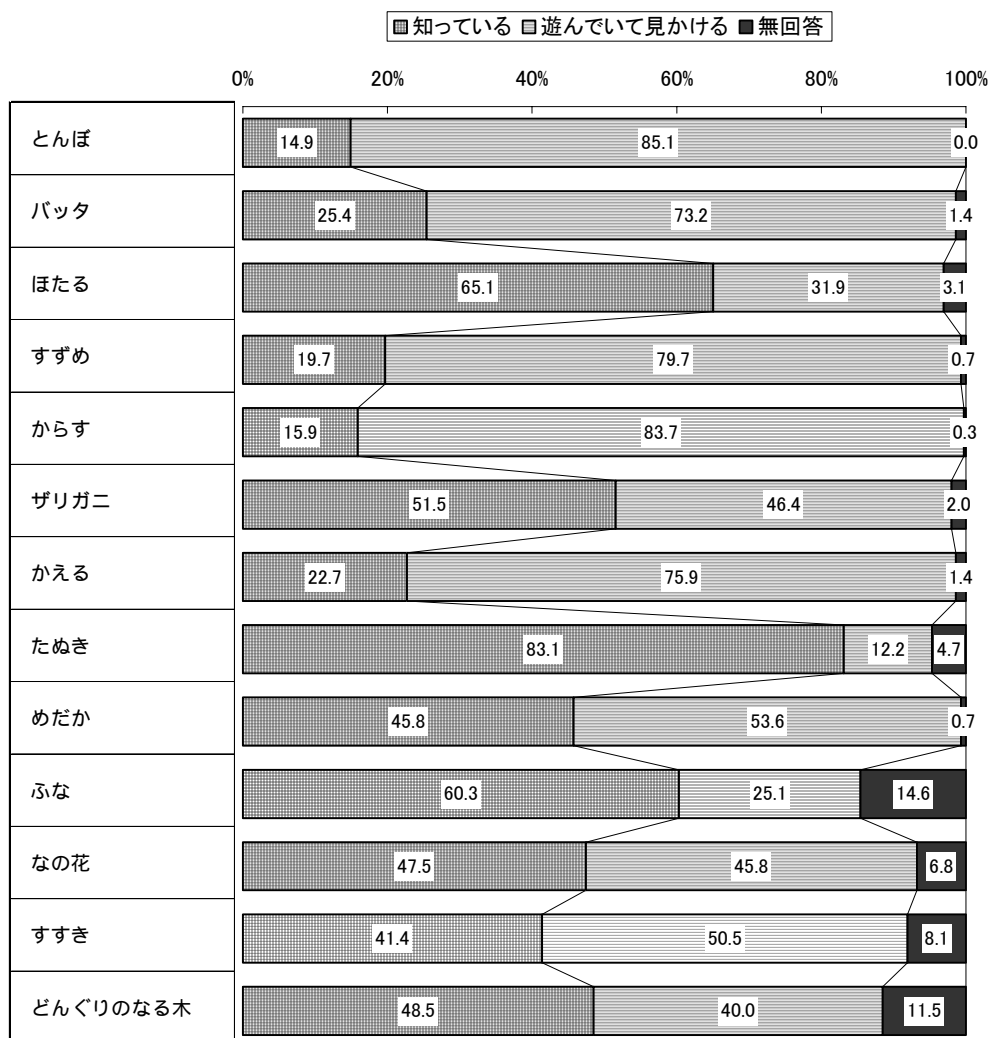 知っている 遊んでいて見かける 無回答
0% 20% 40% 60% 80% 100%
とんぼ 14.9 85.1 0.0
バッタ 25.4 73.2 1.4
ほたる 65.1 31.9 3.1
すずめ 19.7 79.7 0.7
からす 15.9 83.7 0.3
ザリガニ 51.5 46.4 2.0
かえる 22.7 75.9 1.4
たぬき 83.1 12.2 4.7
めだか 45.8 53.6 0.7
ふな 60.3 25.1 14.6
なの花 47.5 45.8 6.8
すすき 41.4 50.5 8.1
どんぐりのなる木 48.5 40.0 11.5